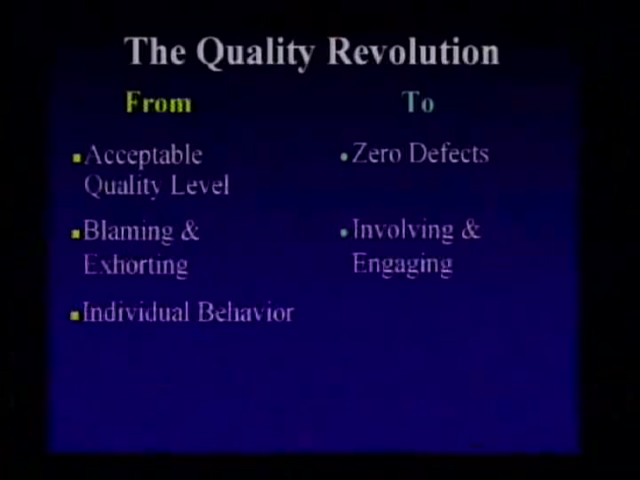 The Quality Revolution
From
To
Acceptable
Quality Level
Zero Defects
Blaming &
Exhorting
Involving &
Engaging
Individual Behavior